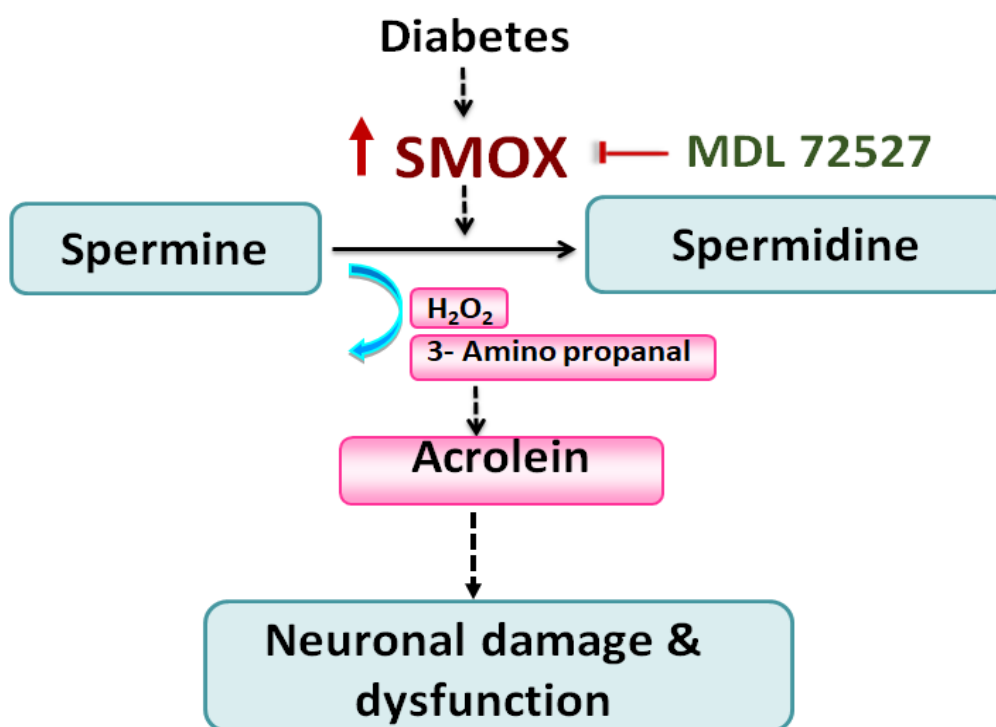 Diabetes
SMOX
MDL 72527
Spermine
Spermidine
H₂O₂
3- Amino propanal
Acrolein
Neuronal damage &
dysfunction